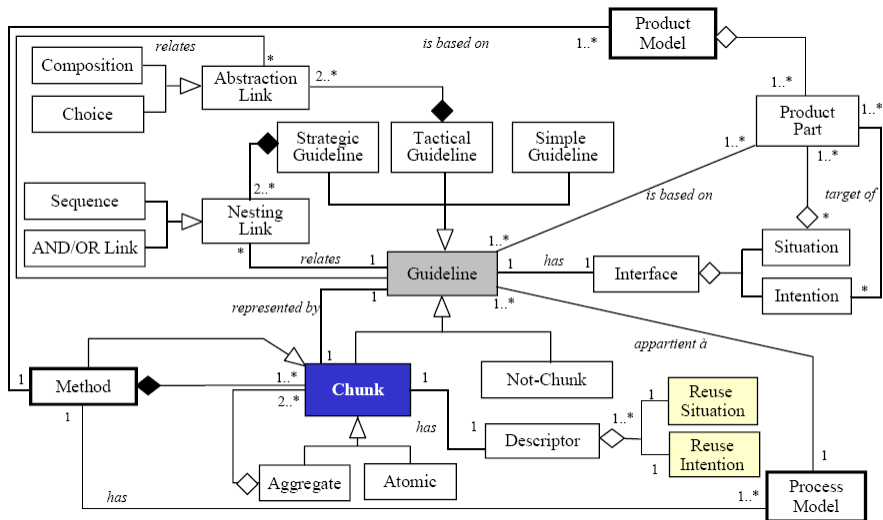 Product
Model
relates
is based on
1..*
Composition
*
Abstraction
Link
2..*
1..*
Choice
Product
Part
1..*
Strategic
Guideline
Tactical
Guideline
Simple
Guideline
1..*
1..*
is based on
target of
Sequence
2..*
Nesting
Link
*
AND/OR Link
*
relates
1
Guideline
1..*
1
has
1
Interface
Situation
Intention
*
represented by
1
1..*
appartient à
1
Method
1
1..*
2..*
1
Chunk
1
Not-Chunk
has
1
Descriptor
1..*
1
Reuse
Situation
1
Reuse
Intention
Aggregate
Atomic
has
1
1..*
Process
Model